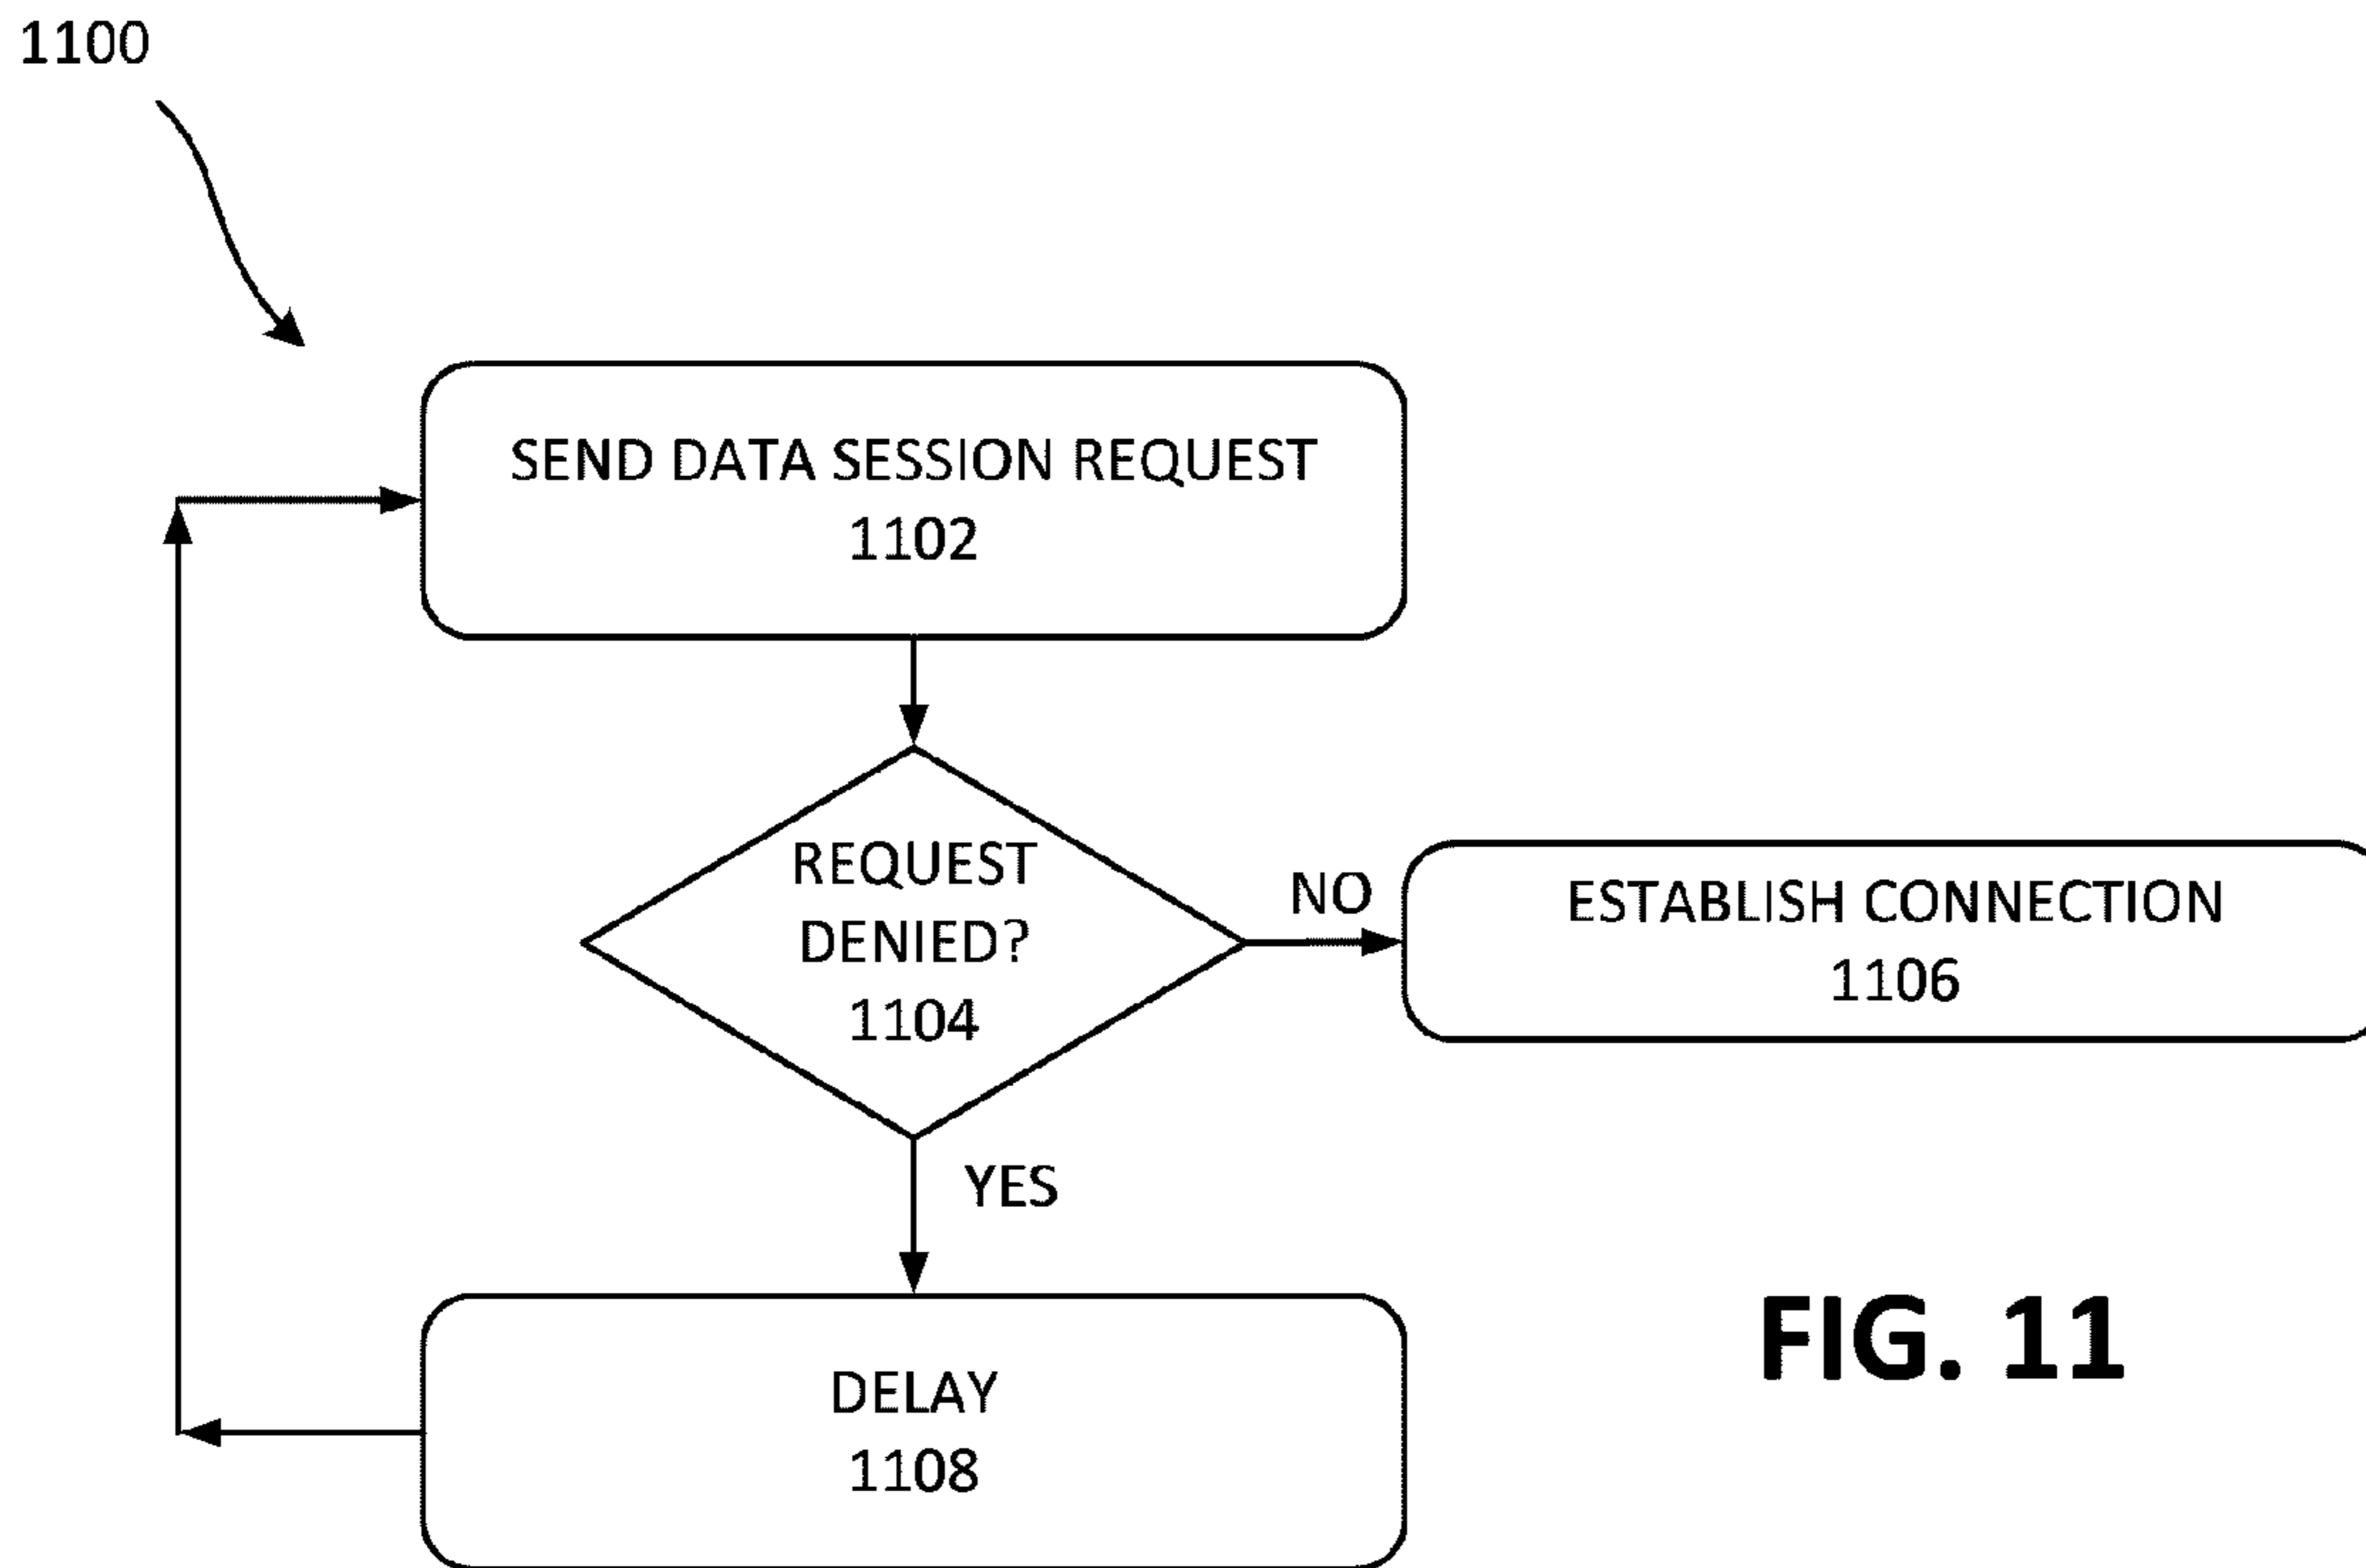 1100
SEND DATA SESSION REQUEST
1102
REQUEST
DENIED?
1104
NO
ESTABLISH CONNECTION
1106
YES
DELAY
1108
FIG. 11